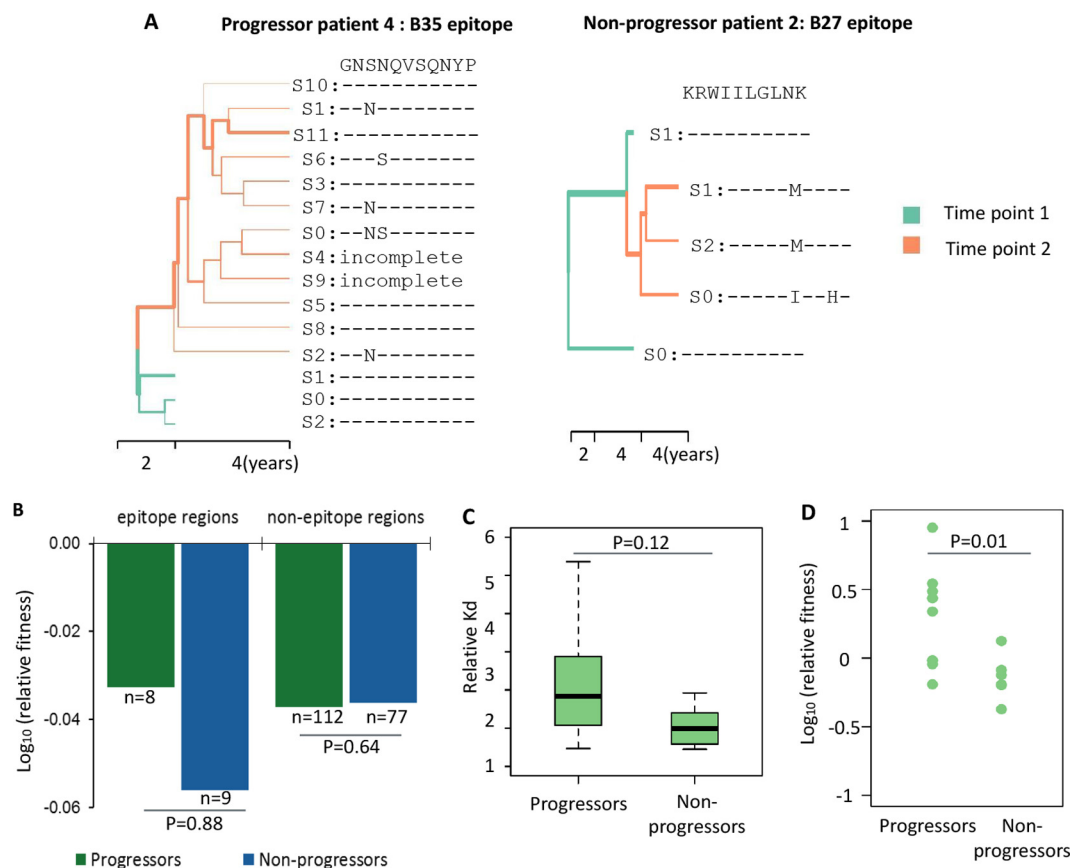 A
Progressor patient 4 : B35 epitope
GNSNQVSQNYP
S10:-----------
S1:--N--------
S11:-----------
S6:---S-------
S3:-----------
S7:--N--------
S0:--NS-------
S4:incomplete
S9:incomplete
S5:-----------
S8:-----------
S2:--N--------
S1:-----------
S0:-----------
S2:-----------
2 4(years)
Non-progressor patient 2: B27 epitope
KRWIILGLNK
S1:----------
S1:-----M----
S2:-----M----
S0:-----I--H-
S0:----------
2 4 4(years)
Time point 1
Time point 2
B
epitope regions non-epitope regions
Log₁₀ (relative fitness)
0.00
-0.02
-0.04
-0.06
n=8
n=9
P=0.88
n=112 n=77
P=0.64
Progressors Non-progressors
C
P=0.12
Relative Kd
6
5
4
3
2
1
Progressors
Non-
progressors
D
P=0.01
Log₁₀ (relative fitness)
1
0.5
0
-0.5
-1
Progressors
Non-
progressors